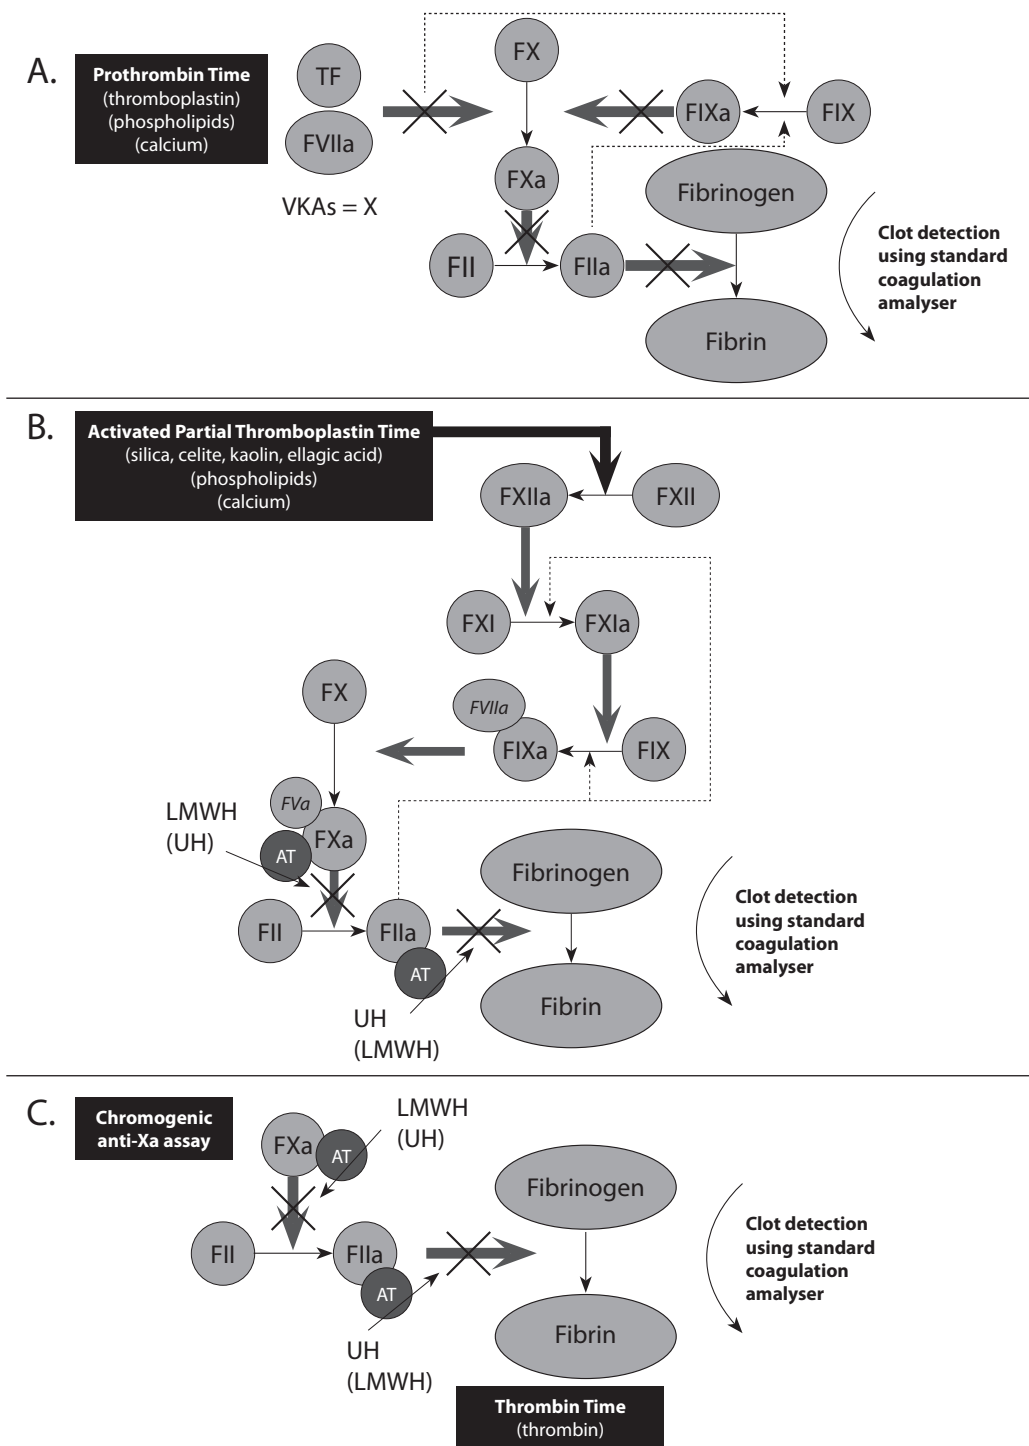 A.
Prothrombin Time
(thromboplastin)
(phospholipids)
(calcium)
TF
FVIIa
VKAs = X
FX
FIXa
FIX
FXa
Fibrinogen
FII
FIIa
Fibrin
Clot detection
using standard
coagulation
amalyser
B.
Activated Partial Thromboplastin Time
(silica, celite, kaolin, ellagic acid)
(phospholipids)
(calcium)
FXIIa
FXII
FXI
FXIa
FX
FVIIa
FIXa
FIX
LMWH
(UH)
FVa
FXa
AT
FII
FIIa
AT
UH
(LMWH)
Fibrinogen
Fibrin
Clot detection
using standard
coagulation
amalyser
C.
Chromogenic
anti-Xa assay
FXa
AT
LMWH
(UH)
FII
FIIa
AT
UH
(LMWH)
Fibrinogen
Fibrin
Clot detection
using standard
coagulation
amalyser
Thrombin Time
(thrombin)